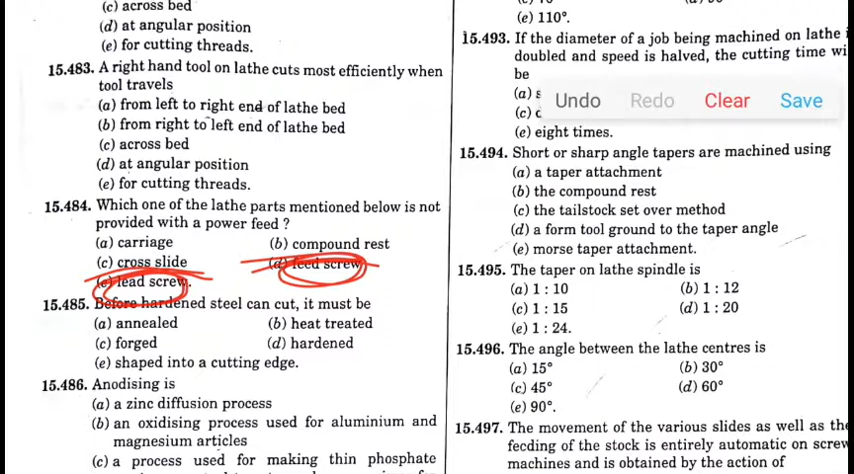 (c) across bed
(d) at angular position
(e) for cutting threads.
15.483. A right hand tool on lathe cuts most efficiently when
tool travels
(a) from left to right end of lathe bed
(b) from right to left end of lathe bed
(c) across bed
(d) at angular position
(e) for cutting threads.
15.484. Which one of the lathe parts mentioned below is not
provided with a power feed ?
(a) carriage (b) compound rest
(c) cross slide (d) feed screw
(e) lead screw.
15.485. Before hardened steel can cut, it must be
(a) annealed (b) heat treated
(c) forged (d) hardened
(e) shaped into a cutting edge.
15.486. Anodising is
(a) a zinc diffusion process
(b) an oxidising process used for aluminium and
magnesium articles
(c) a process used for making thin phosphate
(e) 110°.
15.493. If the diameter of a job being machined on lathe
doubled and speed is halved, the cutting time
be
(a)
(c)
(e) eight times.
Undo Redo Clear Save
15.494. Short or sharp angle tapers are machined using
(a) a taper attachment
(b) the compound rest
(c) the tailstock set over method
(d) a form tool ground to the taper angle
(e) morse taper attachment.
15.495. The taper on lathe spindle is
(a) 1 : 10 (b) 1 : 12
(c) 1 : 15 (d) 1 : 20
(e) 1 : 24.
15.496. The angle between the lathe centres is
(a) 15° (b) 30°
(c) 45° (d) 60°
(e) 90°.
15.497. The movement of the various slides as well as the
feeding of the stock is entirely automatic on screw
machines and is obtained by the action of